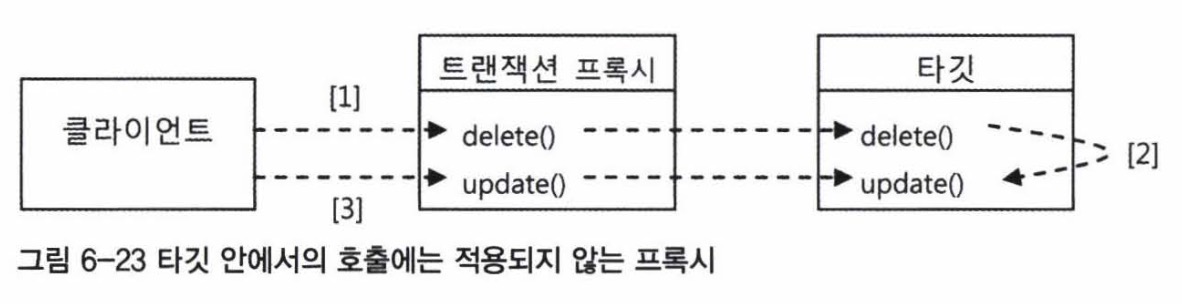 트랜잭션 프록시
타깃
클라이언트
[1]
delete()
delete()
[2]
update()
update()
[3]
그림 6–23 타깃 안에서의 호출에는 적용되지 않는 프록시